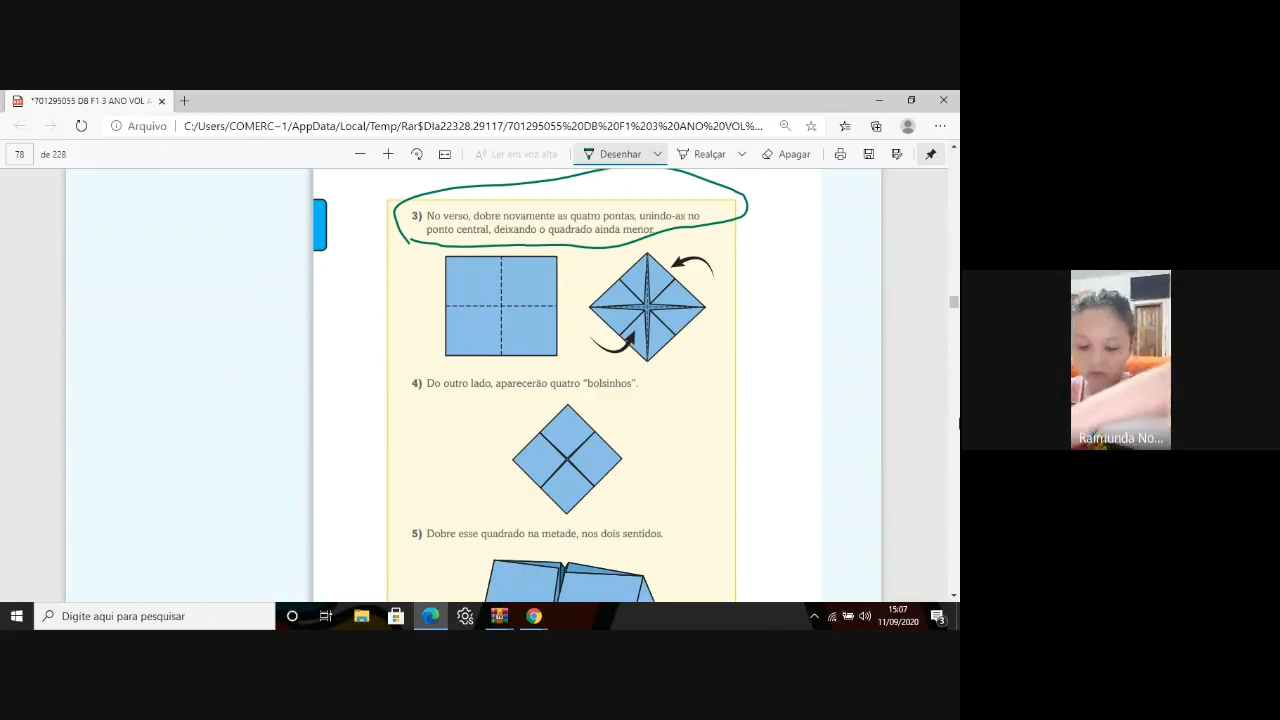 *701295055 DB F1 3 ANO VOL A
Arquivo
C:/Users/COMERC~1/AppData/Local/Temp/Rar$DIa22328.29117/701295055%20DB%20F1%203%20ANO%20VOL%...
78 de 228
Ler em voz alta
Desenhar
Realçar
Apagar
3) No verso, dobre novamente as quatro pontas, unindo-as no
ponto central, deixando o quadrado ainda menor.
4) Do outro lado, aparecerão quatro “bolsinhos”.
5) Dobre esse quadrado na metade, nos dois sentidos.
Raimunda No...
Digite aqui para pesquisar
15:07
11/09/2020
3